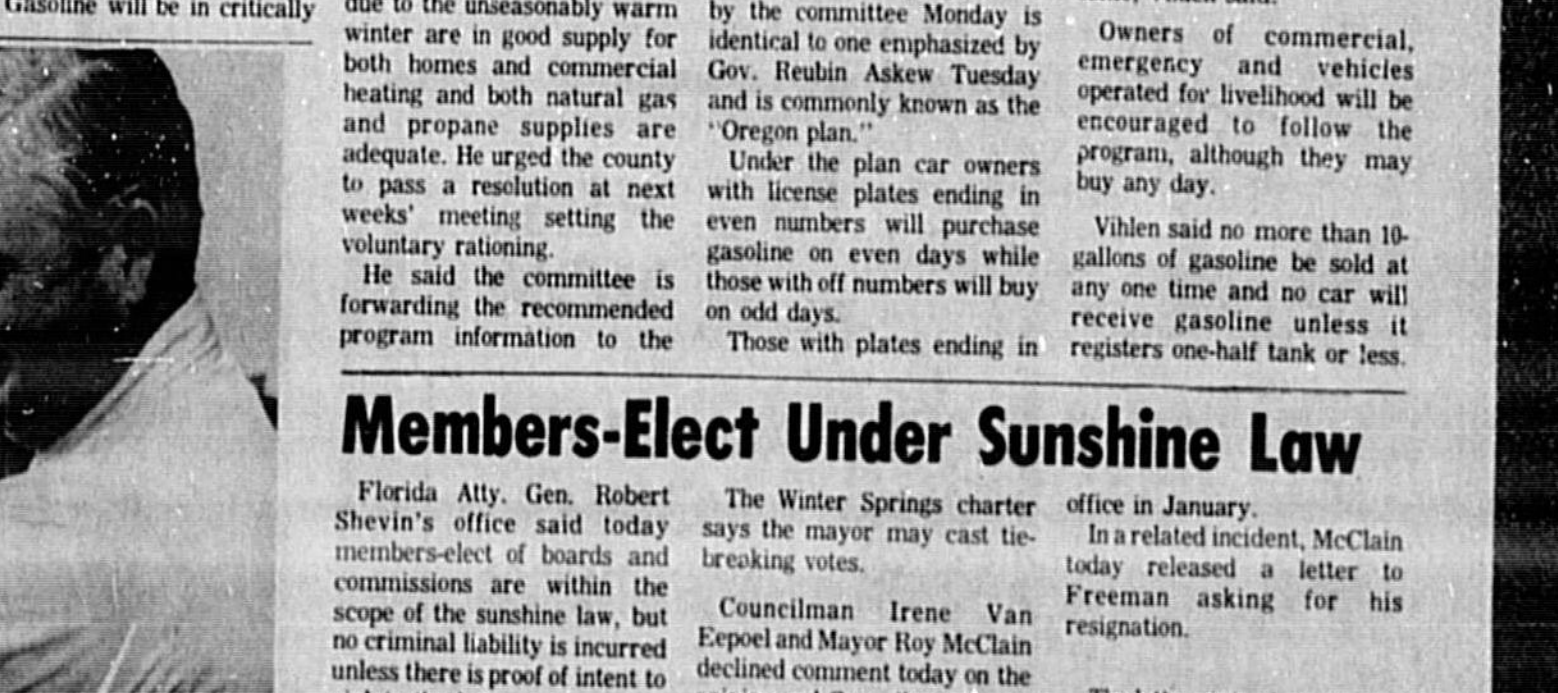 Gasoline will be in critically
due to the unseasonably warm
winter are in good supply for
both homes and commercial
heating and both natural gas
and propane supplies are
adequate. He urged the county
to pass a resolution at next
weeks' meeting setting the
voluntary rationing.
He said the committee is
forwarding the recommended
program information to the
by the committee Monday is
identical to one emphasized by
Gov. Reubin Askew Tuesday
and is commonly known as the
"Oregon plan."
Under the plan car owners
with license plates ending in
even numbers will purchase
gasoline on even days while
those with off numbers will buy
on odd days.
Those with plates ending in
Owners of commercial,
emergency and vehicles
operated for livelihood will be
encouraged to follow the
program, although they may
buy any day.
Vihlen said no more than 10-
gallons of gasoline be sold at
any one time and no car will
receive gasoline unless it
registers one-half tank or less.
Members-Elect Under Sunshine Law
Florida Atty. Gen. Robert
Shevin's office said today
members-elect of boards and
commissions are within the
scope of the sunshine law, but
no criminal liability is incurred
unless there is proof of intent to
The Winter Springs charter
says the mayor may cast tie-
breaking votes.
Councilman Irene Van
Eepoel and Mayor Roy McClain
declined comment today on the
office in January.
In a related incident, McClain
today released a letter to
Freeman asking for his
resignation.